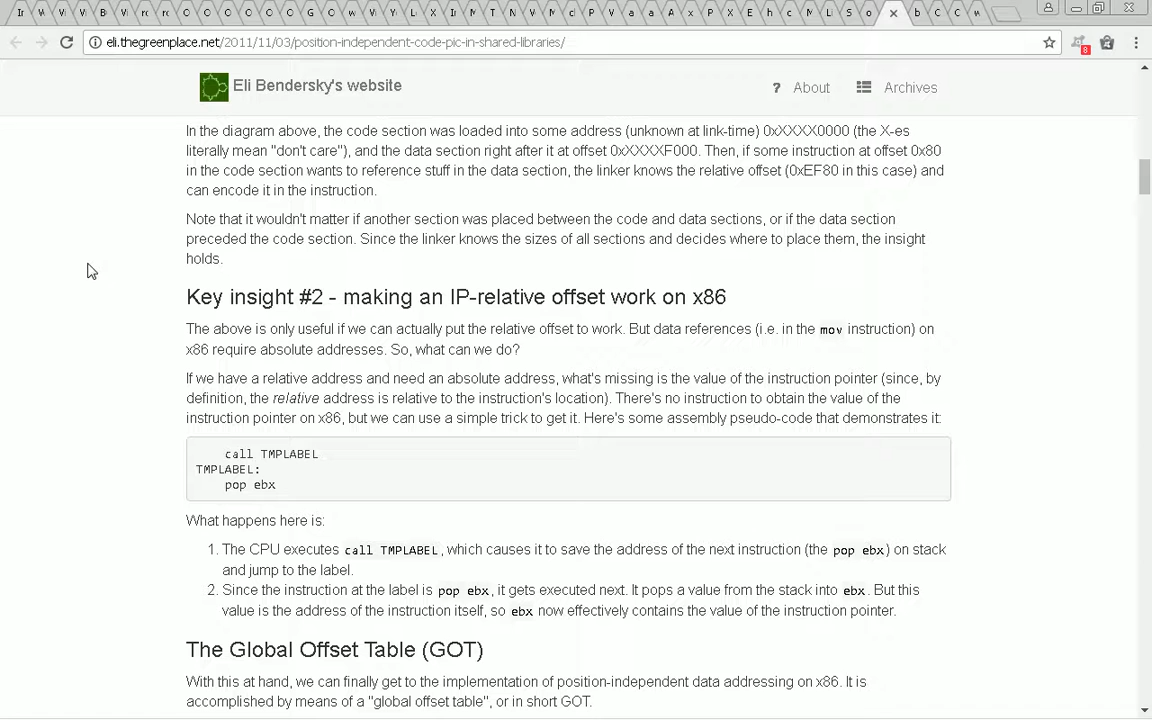 eli.thegreenplace.net/2011/11/03/position-independent-code-pic-in-shared-libraries/
8
Eli Bendersky's website
? About
Archives
In the diagram above, the code section was loaded into some address (unknown at link-time) 0xXXXX0000 (the X-es
literally mean "don't care"), and the data section right after it at offset 0xXXXXF000. Then, if some instruction at offset 0x80
in the code section wants to reference stuff in the data section, the linker knows the relative offset (0xEF80 in this case) and
can encode it in the instruction.
Note that it wouldn't matter if another section was placed between the code and data sections, or if the data section
preceded the code section. Since the linker knows the sizes of all sections and decides where to place them, the insight
holds.
Key insight #2 - making an IP-relative offset work on x86
The above is only useful if we can actually put the relative offset to work. But data references (i.e. in the mov instruction) on
x86 require absolute addresses. So, what can we do?
If we have a relative address and need an absolute address, what's missing is the value of the instruction pointer (since, by
definition, the relative address is relative to the instruction's location). There's no instruction to obtain the value of the
instruction pointer on x86, but we can use a simple trick to get it. Here's some assembly pseudo-code that demonstrates it:
call TMPLABEL
TMPLABEL:
pop ebx
What happens here is:
1. The CPU executes call TMPLABEL, which causes it to save the address of the next instruction (the pop ebx) on stack
and jump to the label.
2. Since the instruction at the label is pop ebx, it gets executed next. It pops a value from the stack into ebx. But this
value is the address of the instruction itself, so ebx now effectively contains the value of the instruction pointer.
The Global Offset Table (GOT)
With this at hand, we can finally get to the implementation of position-independent data addressing on x86. It is
accomplished by means of a "global offset table", or in short GOT.